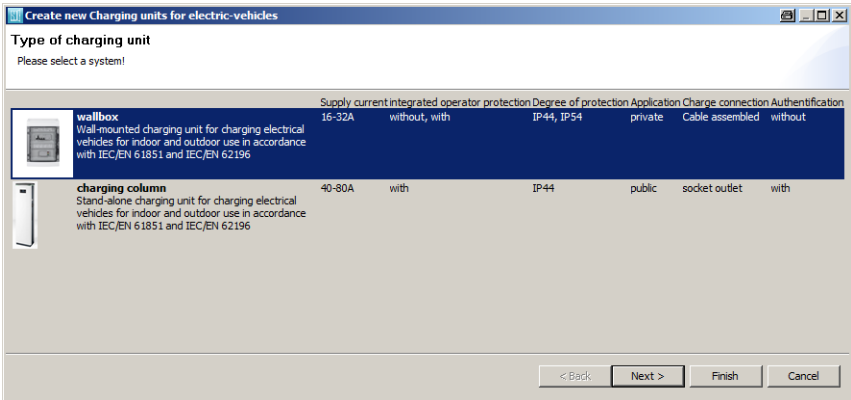 Create new Charging units for electric-vehicles
Type of charging unit
Please select a system!
Supply current integrated operator protection Degree of protection Application Charge connection Authentification
wallbox 16-32A without, with IP44, IP54 private Cable assembled without
Wall-mounted charging unit for charging electrical
vehicles for indoor and outdoor use in accordance
with IEC/EN 61851 and IEC/EN 62196
charging column 40-80A with IP44 public socket outlet with
Stand-alone charging unit for charging electrical
vehicles for indoor and outdoor use in accordance
with IEC/EN 61851 and IEC/EN 62196
< Back Next > Finish Cancel